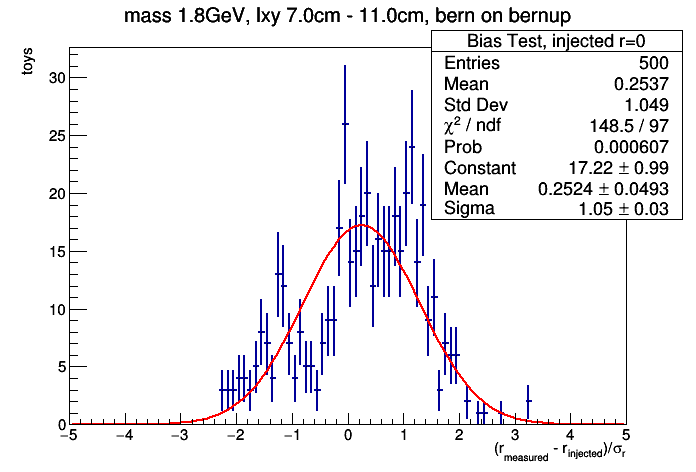 mass 1.8GeV, lxy 7.0cm - 11.0cm, bern on bernup
Bias Test, injected r=0
Entries 500
Mean 0.2537
Std Dev 1.049
χ² / ndf 148.5 / 97
Prob 0.000607
Constant 17.22 ± 0.99
Mean 0.2524 ± 0.0493
Sigma 1.05 ± 0.03
toys
30
25
20
15
10
5
0
−5 −4 −3 −2 −1 0 1 2 3 4 5
(r_measured - r_injected)/σ_r